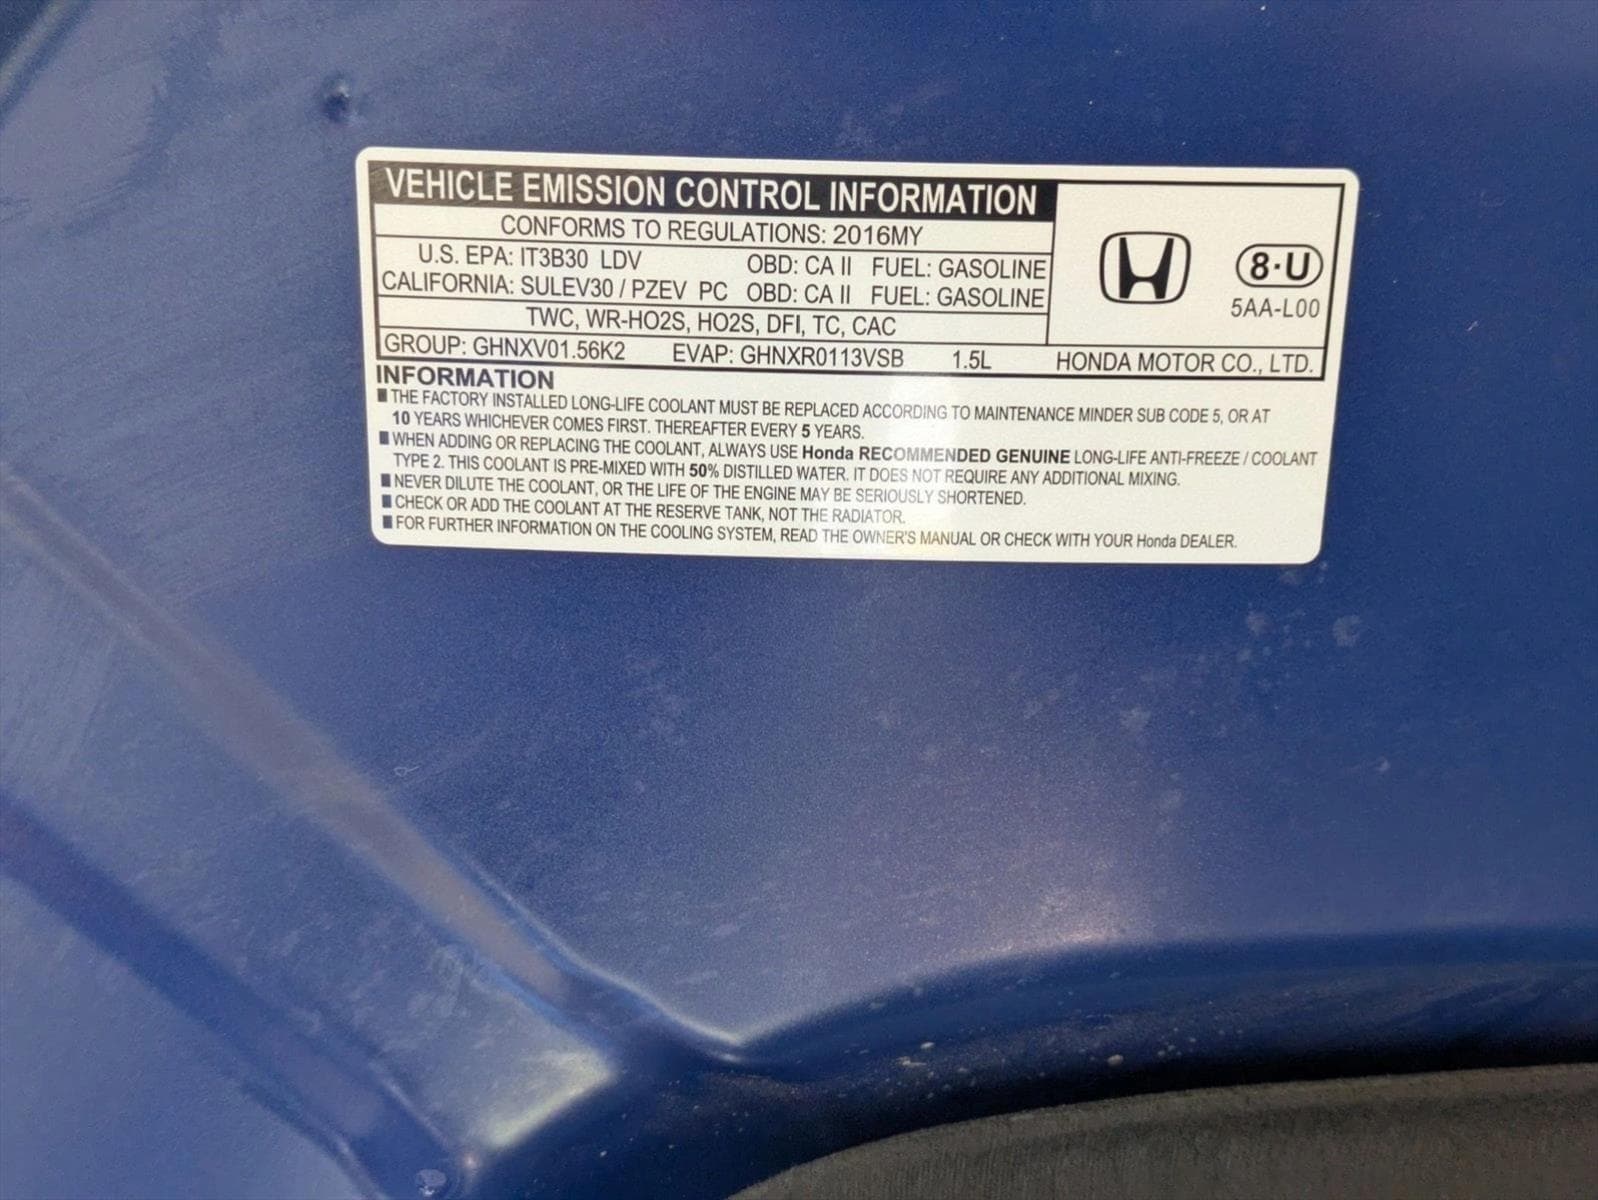 VEHICLE EMISSION CONTROL INFORMATION
CONFORMS TO REGULATIONS: 2016MY
U.S. EPA: IT3B30 LDV OBD: CA II FUEL: GASOLINE
CALIFORNIA: SULEV30 / PZEV PC OBD: CA II FUEL: GASOLINE
8·U
5AA-L00
TWC, WR-HO2S, HO2S, DFI, TC, CAC
GROUP: GHNXV01.56K2 EVAP: GHNXR0113VSB 1.5L HONDA MOTOR CO., LTD.
INFORMATION
■ THE FACTORY INSTALLED LONG-LIFE COOLANT MUST BE REPLACED ACCORDING TO MAINTENANCE MINDER SUB CODE 5, OR AT
10 YEARS WHICHEVER COMES FIRST. THEREAFTER EVERY 5 YEARS.
■ WHEN ADDING OR REPLACING THE COOLANT, ALWAYS USE Honda RECOMMENDED GENUINE LONG-LIFE ANTI-FREEZE / COOLANT
TYPE 2. THIS COOLANT IS PRE-MIXED WITH 50% DISTILLED WATER. IT DOES NOT REQUIRE ANY ADDITIONAL MIXING.
■ NEVER DILUTE THE COOLANT, OR THE LIFE OF THE ENGINE MAY BE SERIOUSLY SHORTENED.
■ CHECK OR ADD THE COOLANT AT THE RESERVE TANK, NOT THE RADIATOR.
■ FOR FURTHER INFORMATION ON THE COOLING SYSTEM, READ THE OWNER'S MANUAL OR CHECK WITH YOUR Honda DEALER.